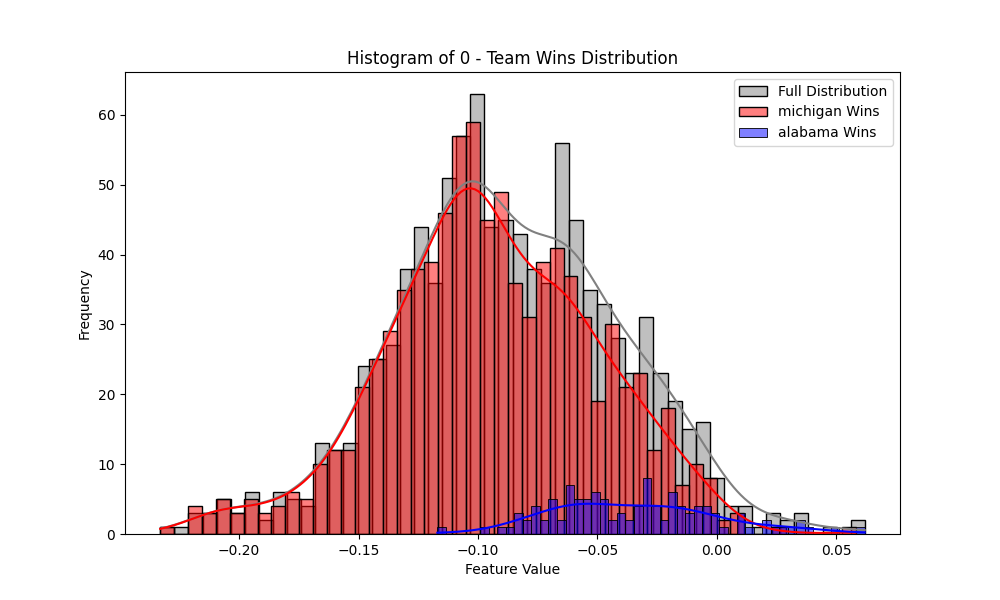 Histogram of 0 - Team Wins Distribution
Full Distribution
michigan Wins
alabama Wins
Frequency
60
50
40
30
20
10
0
−0.20 −0.15 −0.10 −0.05 0.00 0.05
Feature Value